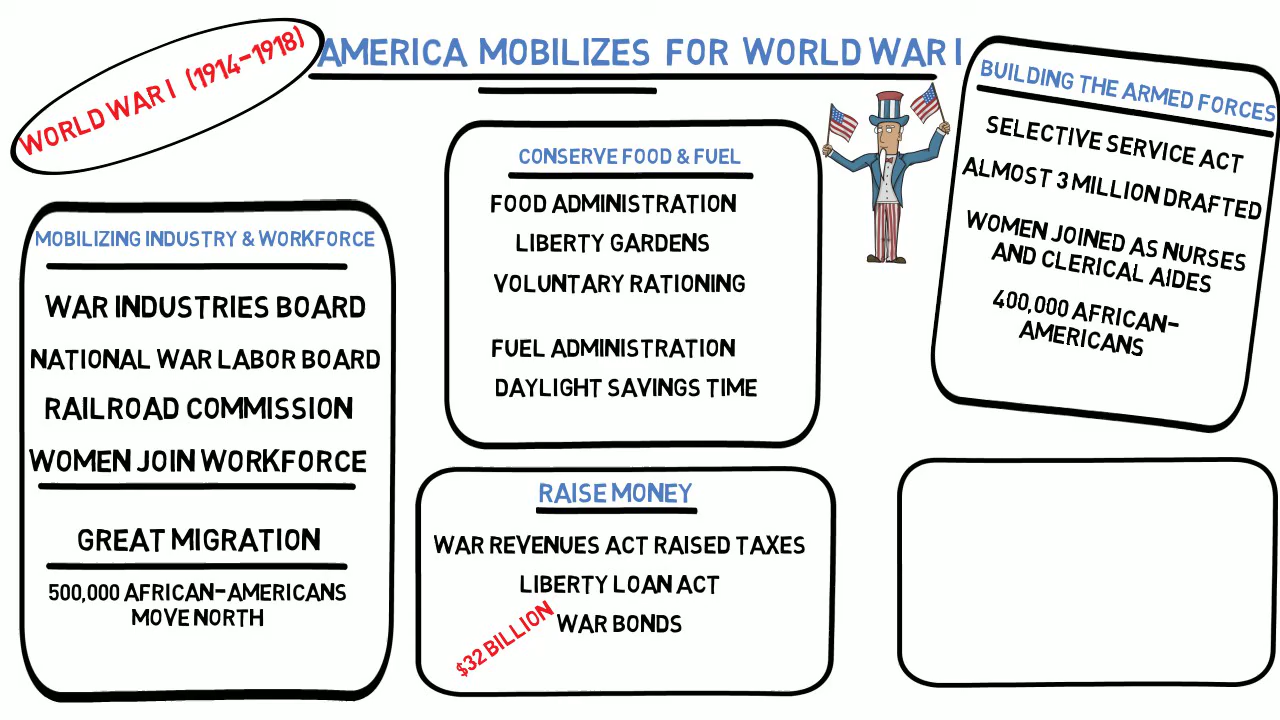 WORLD WAR I (1914-1918)
AMERICA MOBILIZES FOR WORLD WAR I
MOBILIZING INDUSTRY & WORKFORCE
WAR INDUSTRIES BOARD
NATIONAL WAR LABOR BOARD
RAILROAD COMMISSION
WOMEN JOIN WORKFORCE
GREAT MIGRATION
500,000 AFRICAN-AMERICANS
MOVE NORTH
CONSERVE FOOD & FUEL
FOOD ADMINISTRATION
LIBERTY GARDENS
VOLUNTARY RATIONING
FUEL ADMINISTRATION
DAYLIGHT SAVINGS TIME
RAISE MONEY
WAR REVENUES ACT RAISED TAXES
LIBERTY LOAN ACT
WAR BONDS
$32 BILLION
BUILDING THE ARMED FORCES
SELECTIVE SERVICE ACT
ALMOST 3 MILLION DRAFTED
WOMEN JOINED AS NURSES
AND CLERICAL AIDES
400,000 AFRICAN-
AMERICANS